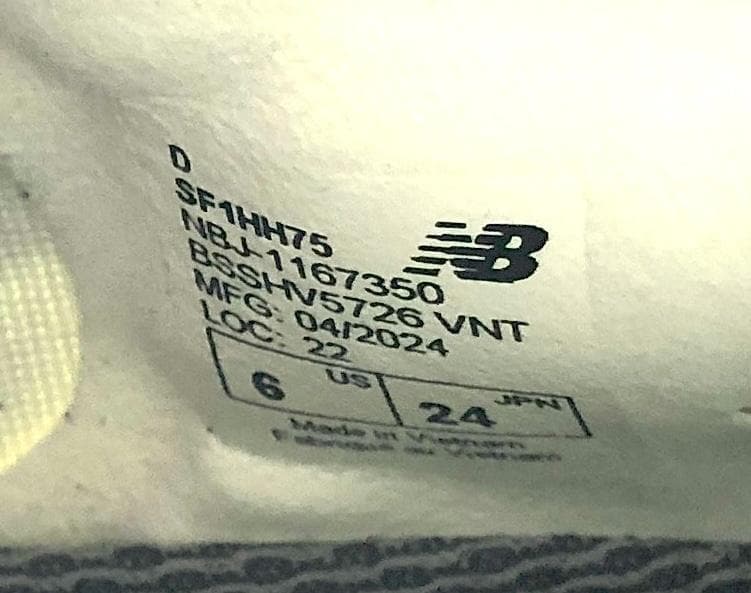 D
SF1HH75
NB
NBJ-1167350
BSSHV5726 VNT
MFG: 04/2024
LOC: 22
6 US 24 JPN
Made in Vietnam
Fabriqué au Vietnam